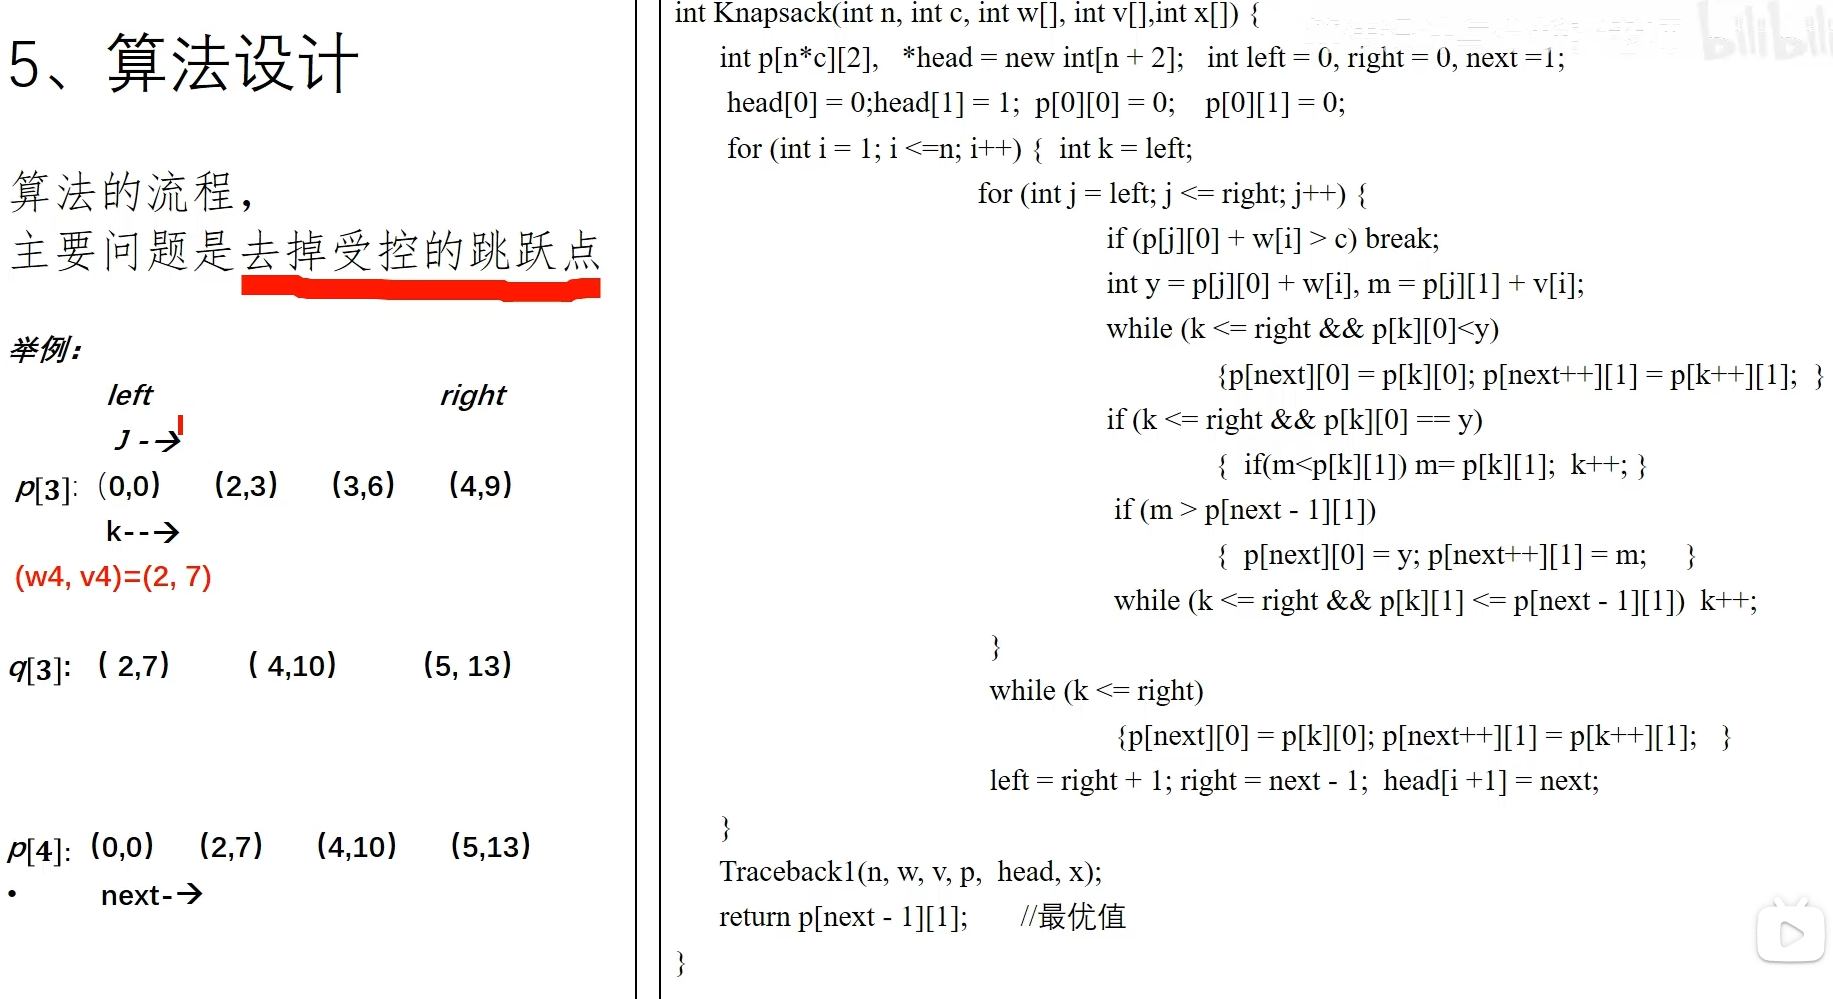 5、算法设计
算法的流程，
主要问题是去掉受控的跳跃点
举例：
left right
J -→
p[3]:（0,0） （2,3） （3,6） （4,9）
k--→
(w4, v4)=(2, 7)
q[3]: （ 2,7） （ 4,10） （5, 13）
p[4]:（0,0） （2,7） （4,10） （5,13）
• next-→
int Knapsack(int n, int c, int w[], int v[],int x[]) {
int p[n*c][2], *head = new int[n + 2]; int left = 0, right = 0, next =1;
head[0] = 0;head[1] = 1; p[0][0] = 0; p[0][1] = 0;
for (int i = 1; i <=n; i++) { int k = left;
for (int j = left; j <= right; j++) {
if (p[j][0] + w[i] > c) break;
int y = p[j][0] + w[i], m = p[j][1] + v[i];
while (k <= right && p[k][0]<y)
{p[next][0] = p[k][0]; p[next++][1] = p[k++][1]; }
if (k <= right && p[k][0] == y)
{ if(m<p[k][1]) m= p[k][1]; k++; }
if (m > p[next - 1][1])
{ p[next][0] = y; p[next++][1] = m; }
while (k <= right && p[k][1] <= p[next - 1][1]) k++;
}
while (k <= right)
{p[next][0] = p[k][0]; p[next++][1] = p[k++][1]; }
left = right + 1; right = next - 1; head[i +1] = next;
}
Traceback1(n, w, v, p, head, x);
return p[next - 1][1]; //最优值
}
bilibili